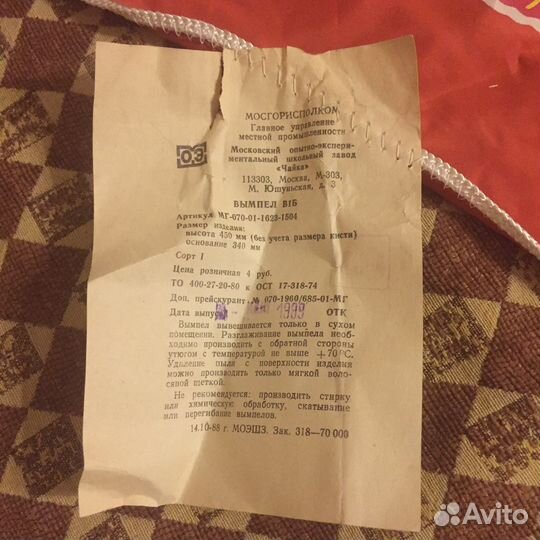 МОСГОРИСПОЛКОМ
Главное управление
местной промышленности
ОЭ
Московский опытно-экспери-
ментальный школьный завод
«Чайка»
113303, Москва, М-303,
М. Юшуньская, д. 3
ВЫМПЕЛ В1Б
Артикул МГ-070-01-1623-1504
Размер изделия:
высота 450 мм (без учета размера кисти)
основание 340 мм
Сорт I
Цена розничная 4 руб.
ТО 400-27-20-80 к ОСТ 17-318-74
Доп. прейскурант № 070-1960/685-01-МГ
Дата выпуска 1999 ОТК
Вымпел вывешивается только в сухом
помещении. Разглаживание вымпела необ-
ходимо производить с обратной стороны
утюгом с температурой не выше +70°С.
Удаление пыли с поверхности изделия
можно производить только мягкой воло-
сяной щеткой.
Не рекомендуется: производить стирку
или химическую обработку, скатывание
или перегибание вымпелов.
14.10-88 г. МОЭШЗ. Зак. 318—70 000
Avito